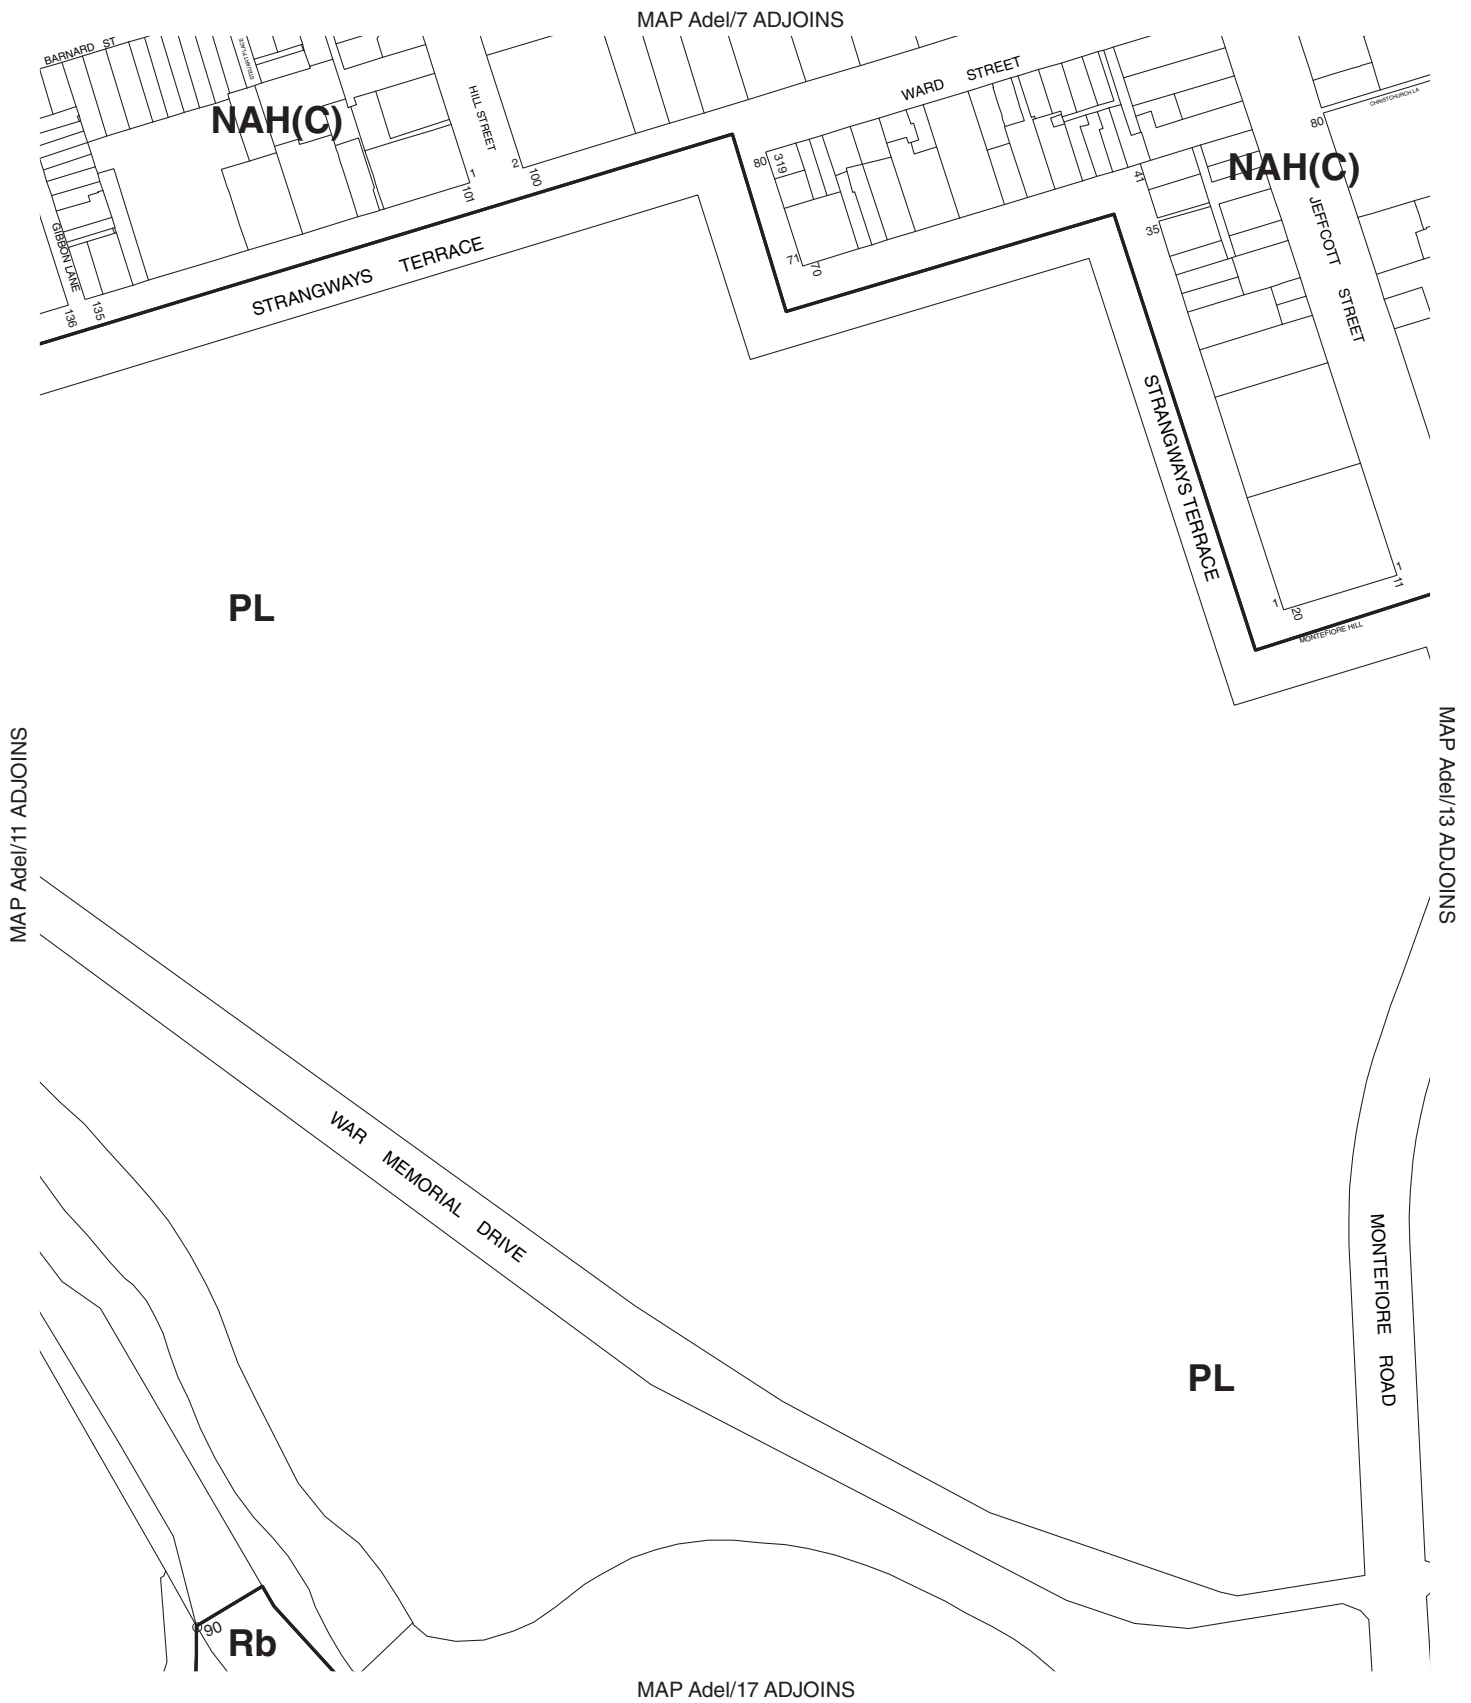 MAP Adel/7 ADJOINS
BARNARD ST
STUART PLACE
NAH(C)
HILL STREET
WARD STREET
CHRISTCHURCH LA
80
NAH(C)
1
101
2
100
80
319
41
35
JEFFCOTT STREET
GIBBON LANE
136
135
STRANGWAYS TERRACE
71
70
STRANGWAYS TERRACE
PL
1
20
1
11
MONTEFIORE HILL
MAP Adel/11 ADJOINS
MAP Adel/13 ADJOINS
WAR MEMORIAL DRIVE
MONTEFIORE ROAD
PL
90
Rb
MAP Adel/17 ADJOINS